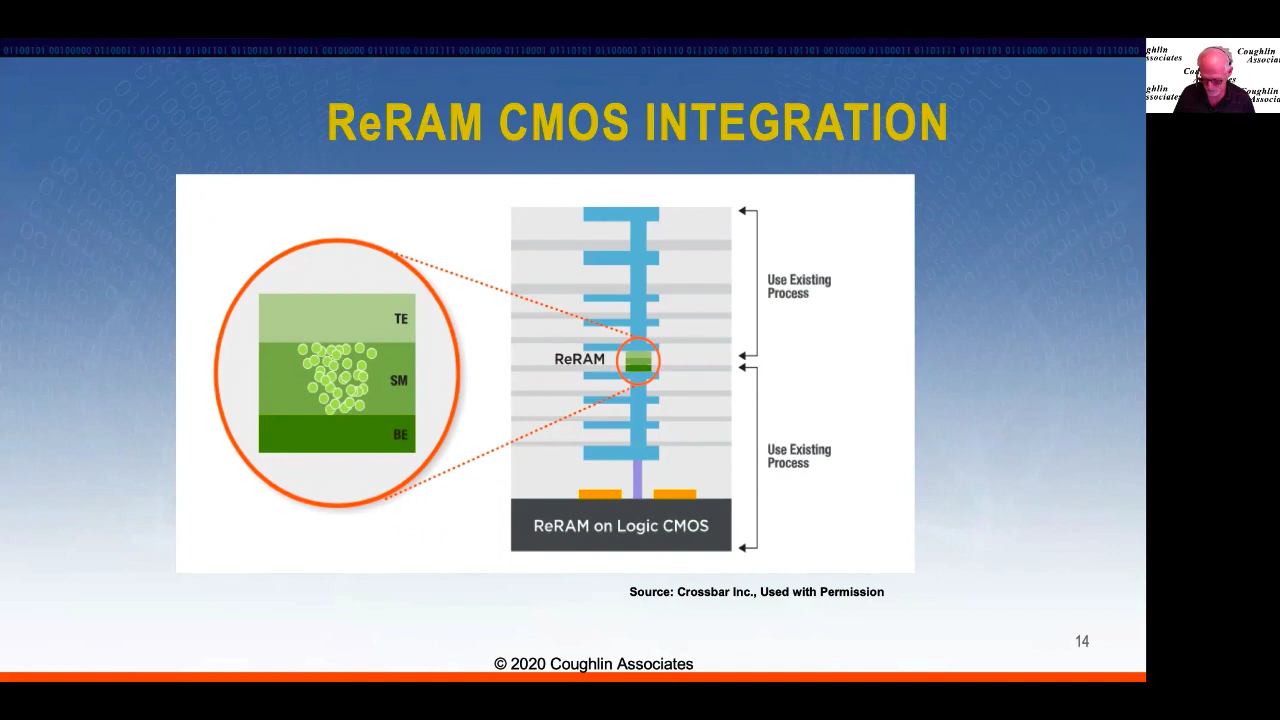 ReRAM CMOS INTEGRATION
TE
SM
BE
ReRAM
Use Existing
Process
Use Existing
Process
ReRAM on Logic CMOS
Source: Crossbar Inc., Used with Permission
14
© 2020 Coughlin Associates
Coughlin